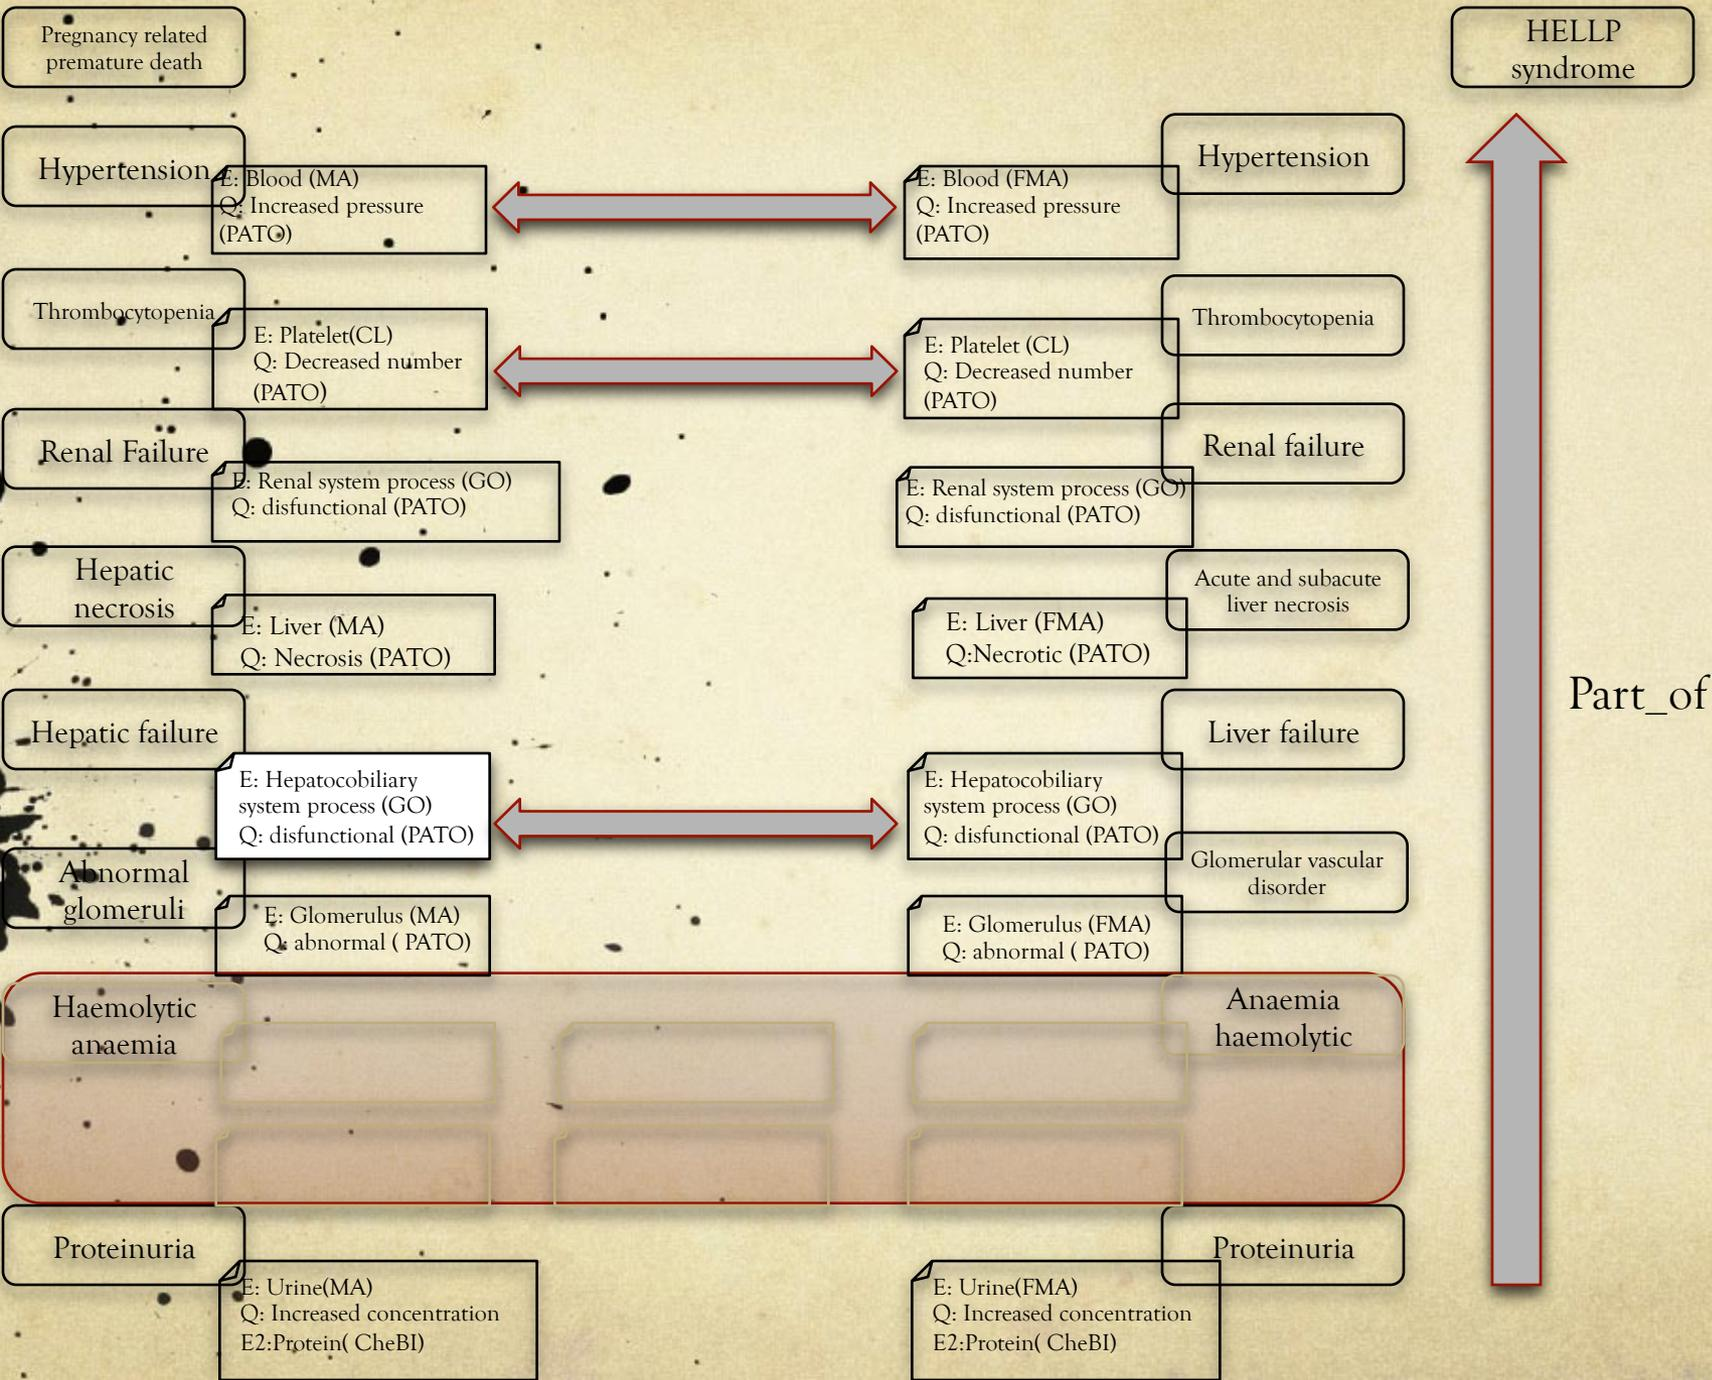 Pregnancy related
premature death
HELLP
syndrome
Hypertension
E: Blood (MA)
Q: Increased pressure
(PATO)
E: Blood (FMA)
Q: Increased pressure
(PATO)
Hypertension
Thrombocytopenia
E: Platelet(CL)
Q: Decreased number
(PATO)
E: Platelet (CL)
Q: Decreased number
(PATO)
Thrombocytopenia
Renal Failure
E: Renal system process (GO)
Q: disfunctional (PATO)
E: Renal system process (GO)
Q: disfunctional (PATO)
Renal failure
Hepatic
necrosis
E: Liver (MA)
Q: Necrosis (PATO)
E: Liver (FMA)
Q:Necrotic (PATO)
Acute and subacute
liver necrosis
Part_of
Hepatic failure
E: Hepatocobiliary
system process (GO)
Q: disfunctional (PATO)
E: Hepatocobiliary
system process (GO)
Q: disfunctional (PATO)
Liver failure
Abnormal
glomeruli
E: Glomerulus (MA)
Q: abnormal ( PATO)
E: Glomerulus (FMA)
Q: abnormal ( PATO)
Glomerular vascular
disorder
Haemolytic
anaemia
Anaemia
haemolytic
Proteinuria
E: Urine(MA)
Q: Increased concentration
E2:Protein( CheBI)
E: Urine(FMA)
Q: Increased concentration
E2:Protein( CheBI)
Proteinuria